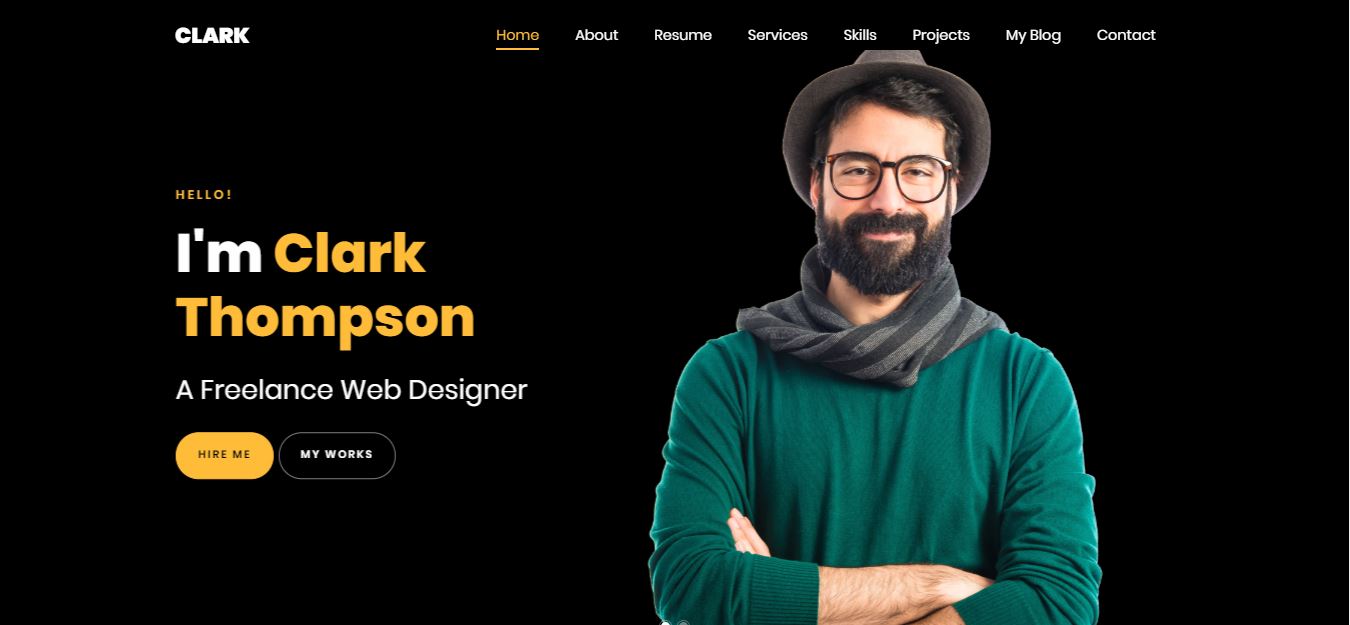 CLARK
Home About Resume Services Skills Projects My Blog Contact
HELLO!
I'm Clark
Thompson
A Freelance Web Designer
HIRE ME MY WORKS